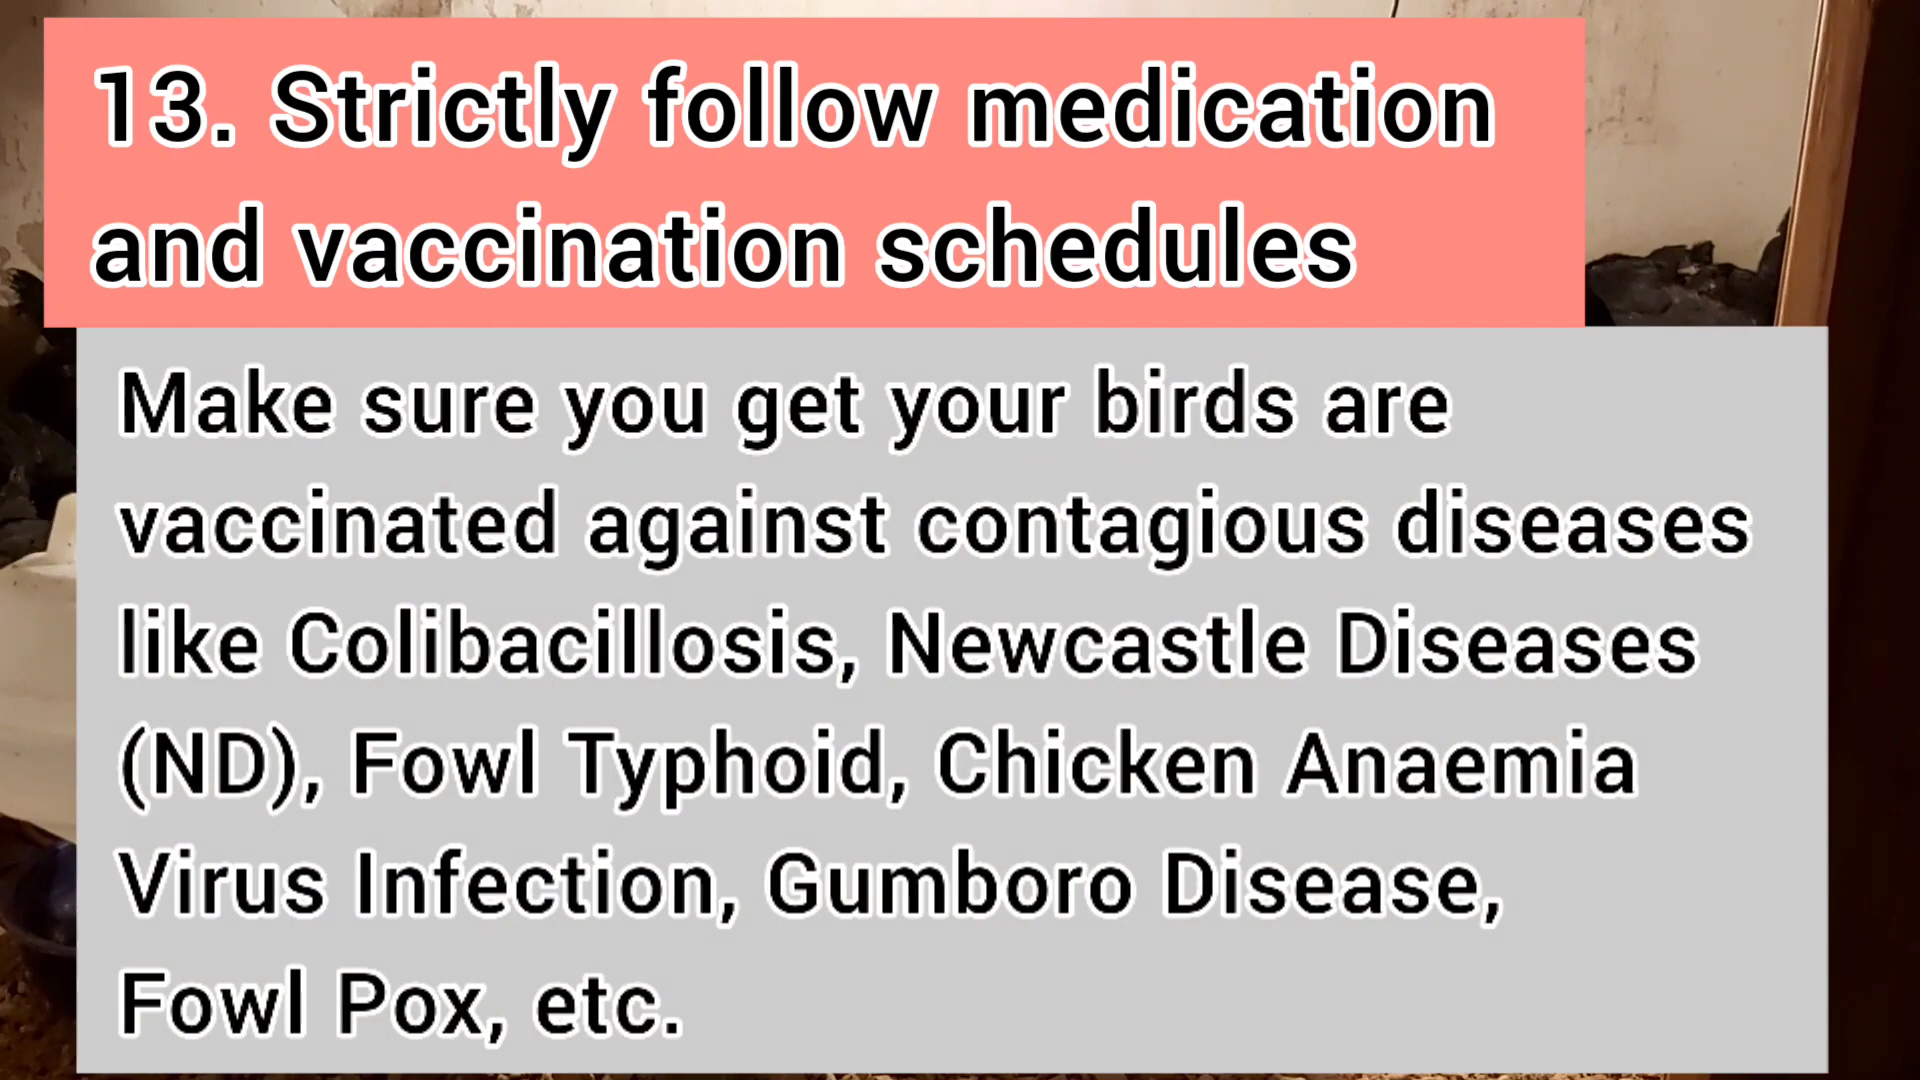 13. Strictly follow medication
and vaccination schedules
Make sure you get your birds are
vaccinated against contagious diseases
like Colibacillosis, Newcastle Diseases
(ND), Fowl Typhoid, Chicken Anaemia
Virus Infection, Gumboro Disease,
Fowl Pox, etc.